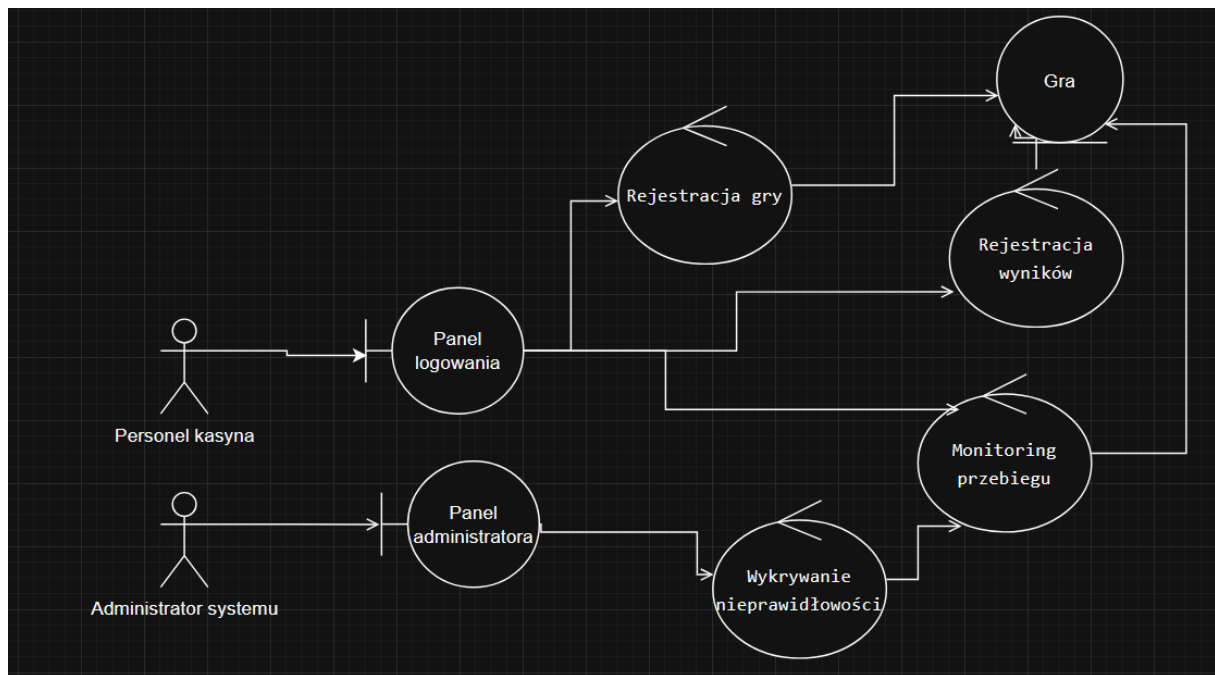 Gra
Rejestracja gry
Rejestracja
wyników
Panel
logowania
Personel kasyna
Monitoring
przebiegu
Panel
administratora
Wykrywanie
nieprawidłowości
Administrator systemu